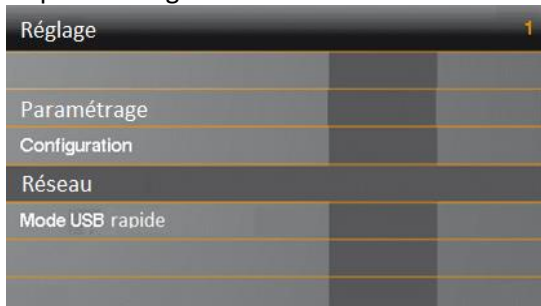 Réglage 1
Paramétrage
Configuration
Réseau
Mode USB rapide